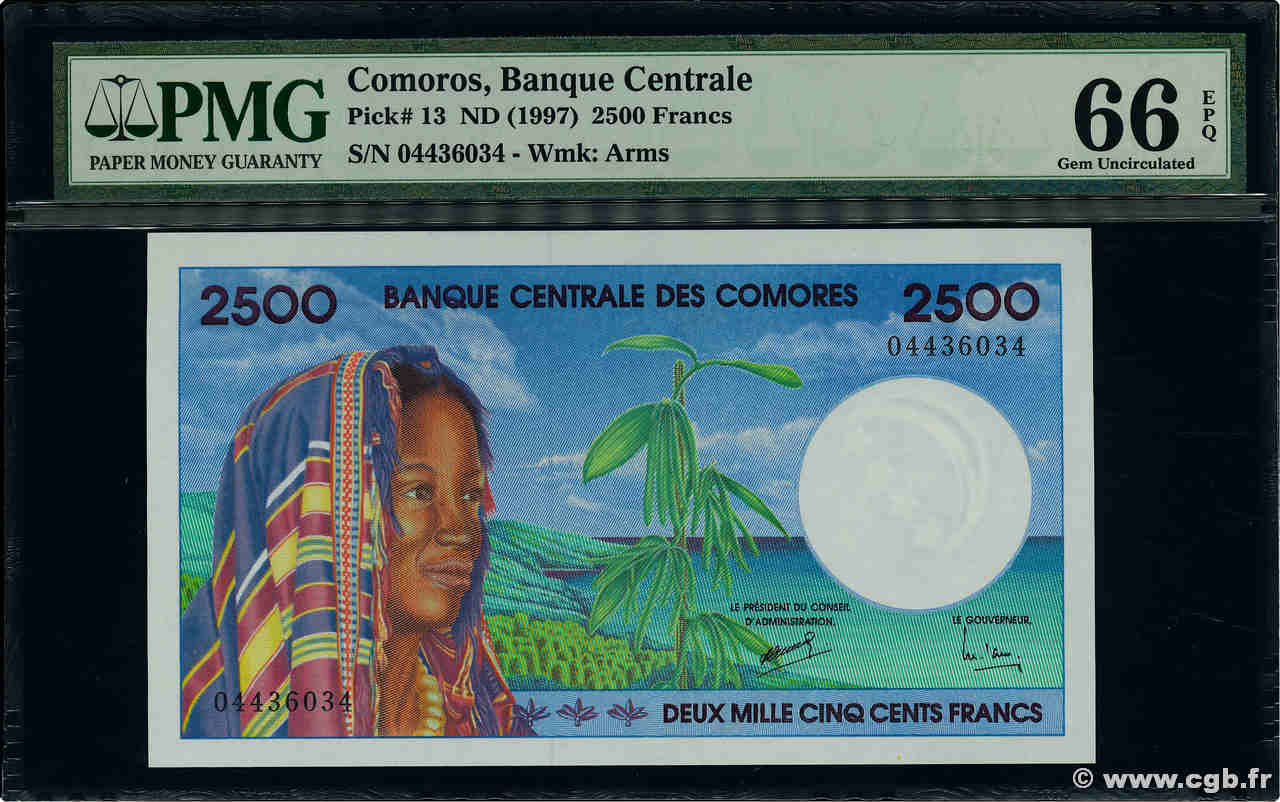 PMG
PAPER MONEY GUARANTY
Comoros, Banque Centrale
Pick# 13 ND (1997) 2500 Francs
S/N 04436034 - Wmk: Arms
66
EPQ
Gem Uncirculated
2500
BANQUE CENTRALE DES COMORES
2500
04436034
LE PRÉSIDENT DU CONSEIL
D'ADMINISTRATION,
LE GOUVERNEUR,
04436034
DEUX MILLE CINQ CENTS FRANCS
© www.cgb.fr